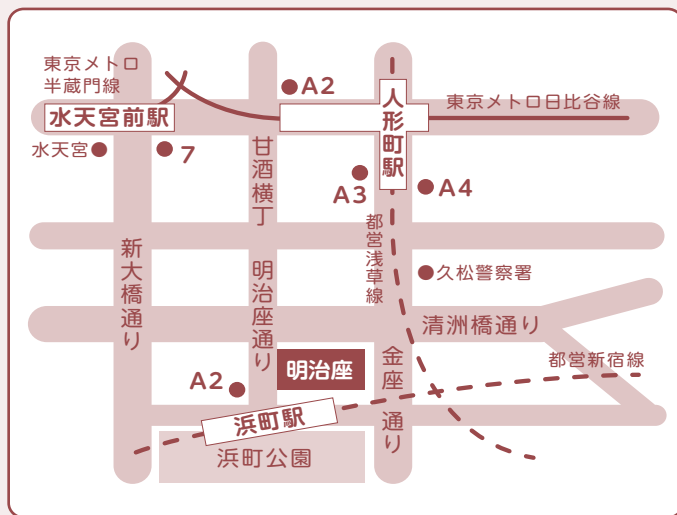 東京メトロ
半蔵門線
水天宮前駅
水天宮
7
A2
人形町駅
東京メトロ日比谷線
甘酒横丁
A3
A4
都営浅草線
新大橋通り
明治座通り
久松警察署
清洲橋通り
都営新宿線
A2
明治座
金座通り
浜町駅
浜町公園